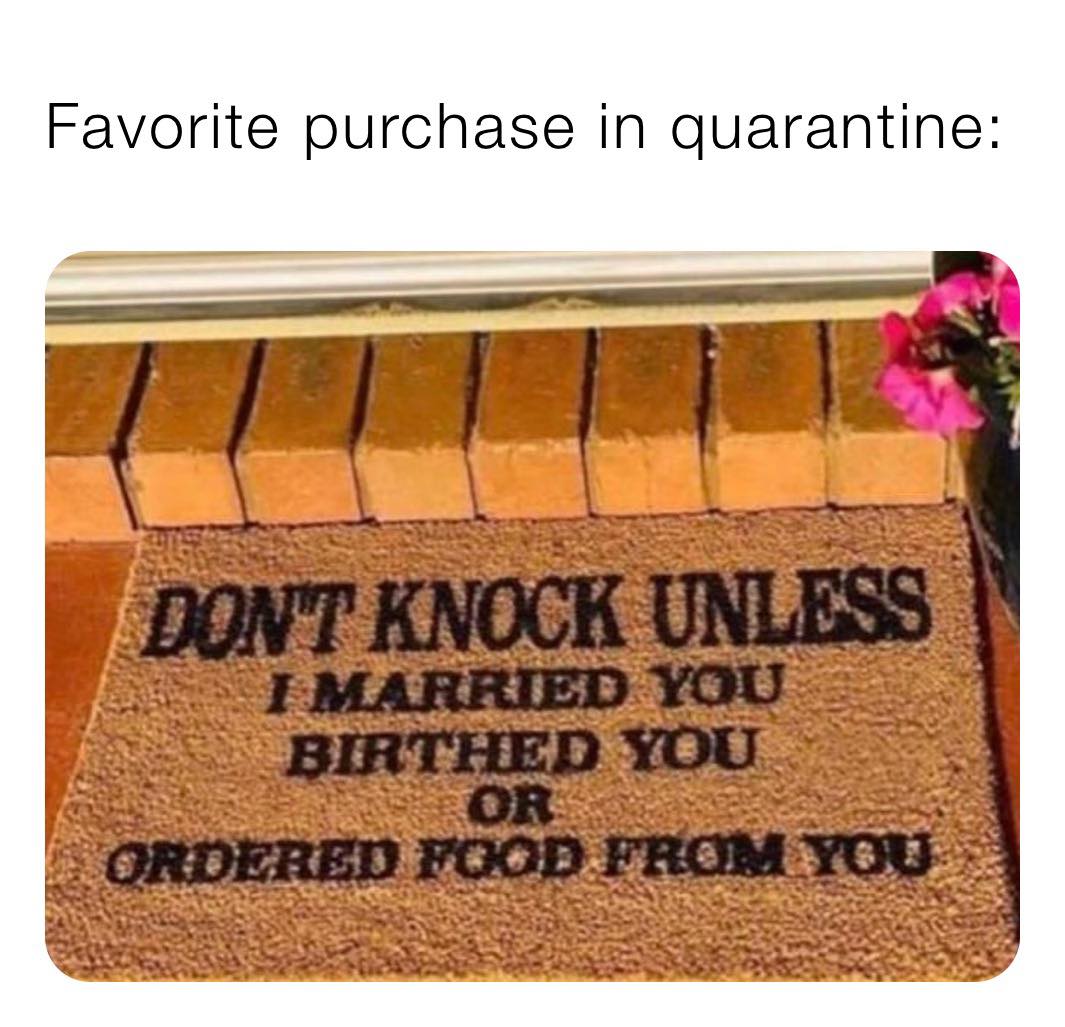 Favorite purchase in quarantine:
DON'T KNOCK UNLESS
I MARRIED YOU
BIRTHED YOU
OR
ORDERED FOOD FROM YOU